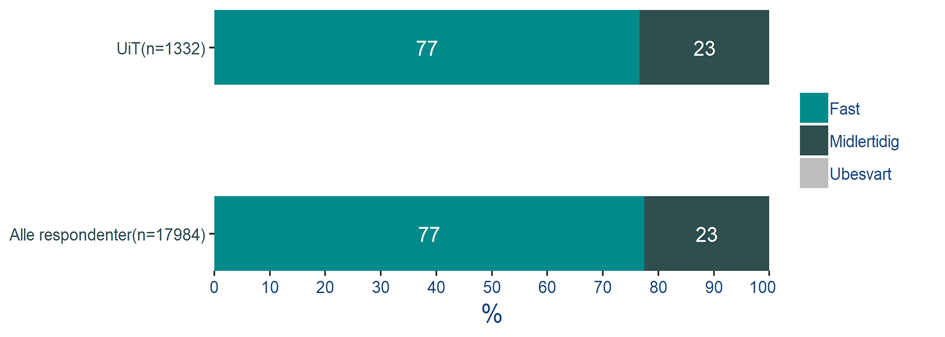 UiT(n=1332)
77
23
Fast
Midlertidig
Ubesvart
Alle respondenter(n=17984)
77
23
0 10 20 30 40 50 60 70 80 90 100
%